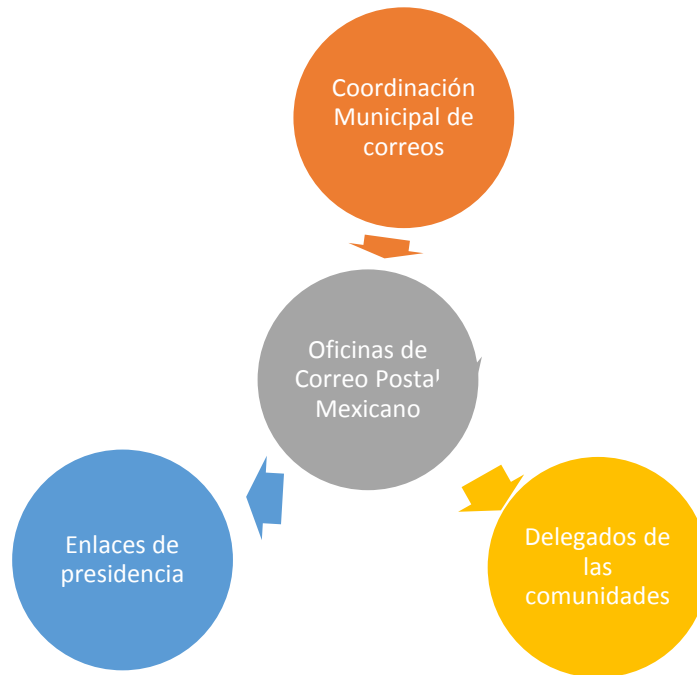 Coordinación
Municipal de
correos
Oficinas de
Correo Postal
Mexicano
Enlaces de
presidencia
Delegados de
las
comunidades